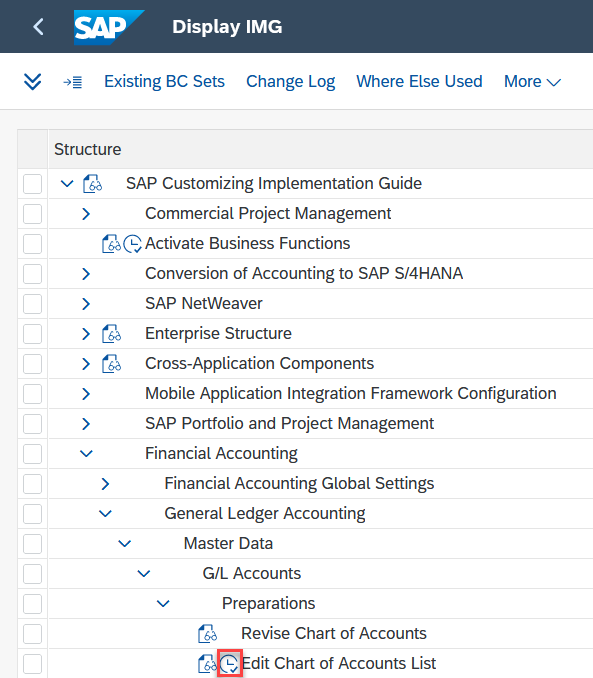 SAP Display IMG
Existing BC Sets Change Log Where Else Used More
Structure
SAP Customizing Implementation Guide
Commercial Project Management
Activate Business Functions
Conversion of Accounting to SAP S/4HANA
SAP NetWeaver
Enterprise Structure
Cross-Application Components
Mobile Application Integration Framework Configuration
SAP Portfolio and Project Management
Financial Accounting
Financial Accounting Global Settings
General Ledger Accounting
Master Data
G/L Accounts
Preparations
Revise Chart of Accounts
Edit Chart of Accounts List